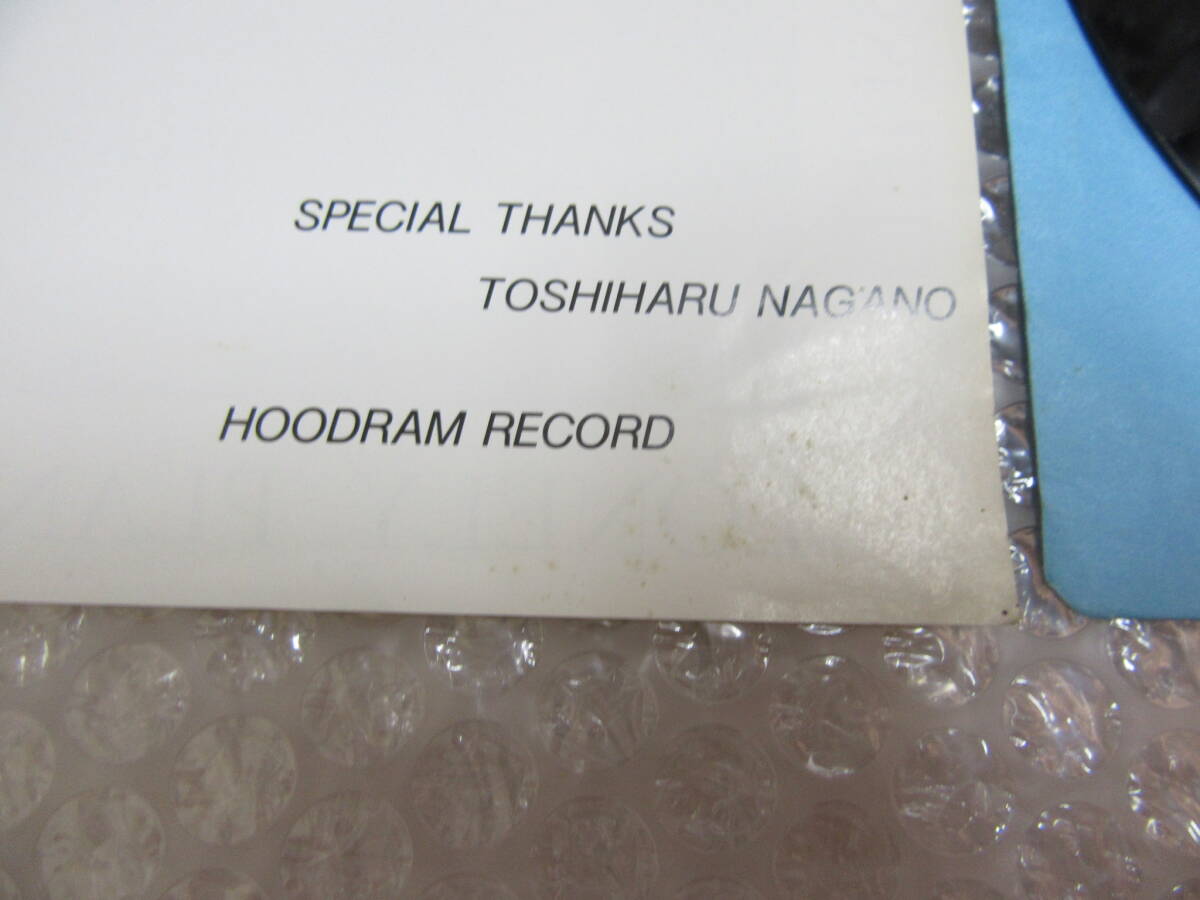 SPECIAL THANKS
TOSHIHARU NAGANO
HOODRAM RECORD